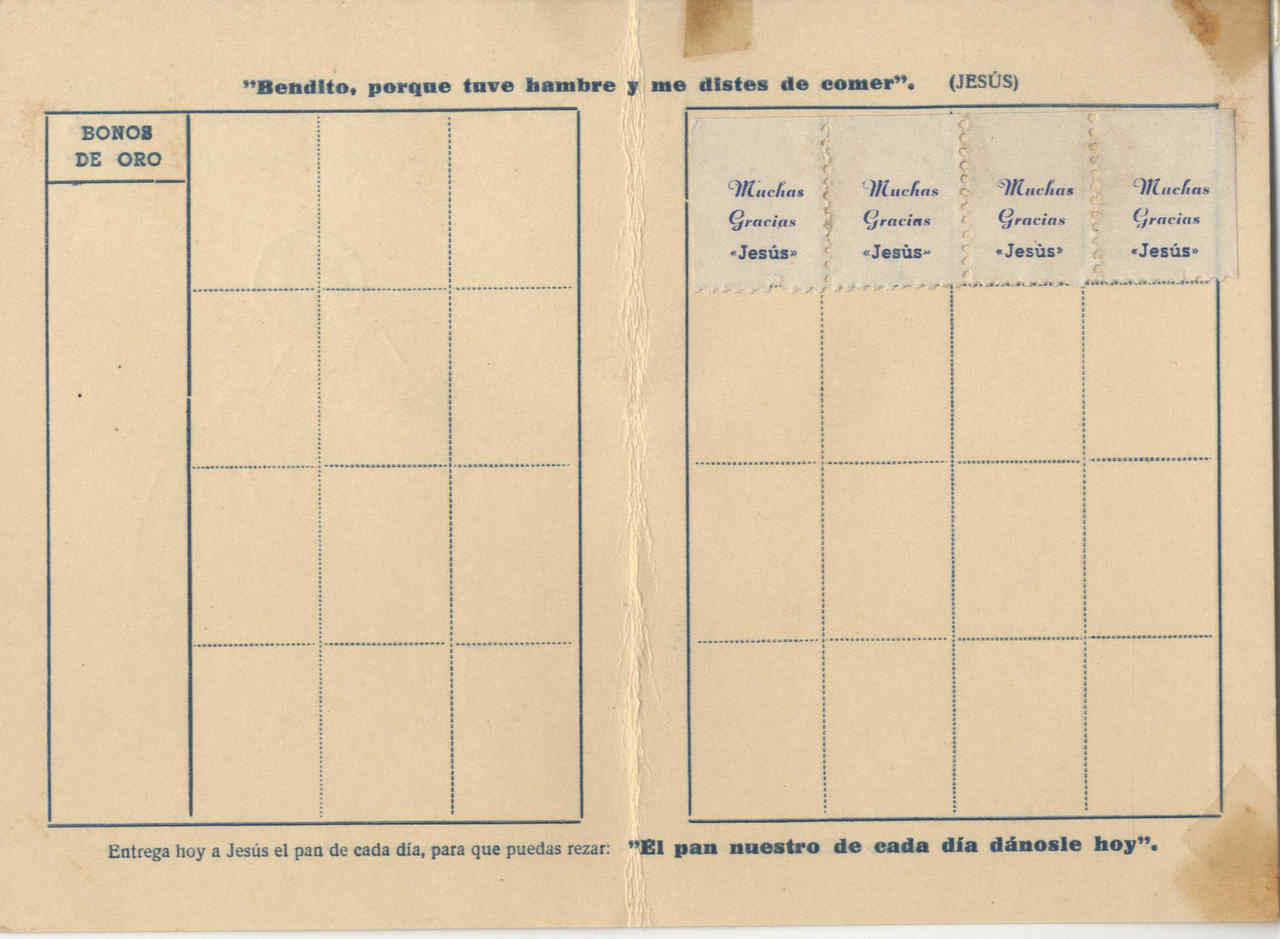 "Bendito, porque tuve hambre y me distes de comer". (JESÚS)
BONOS
DE ORO
Muchas
Gracias
«Jesús»
Muchas
Gracias
«Jesùs»
Muchas
Gracias
«Jesùs»
Muchas
Gracias
«Jesús»
Entrega hoy a Jesús el pan de cada día, para que puedas rezar: "El pan nuestro de cada día dánosle hoy".